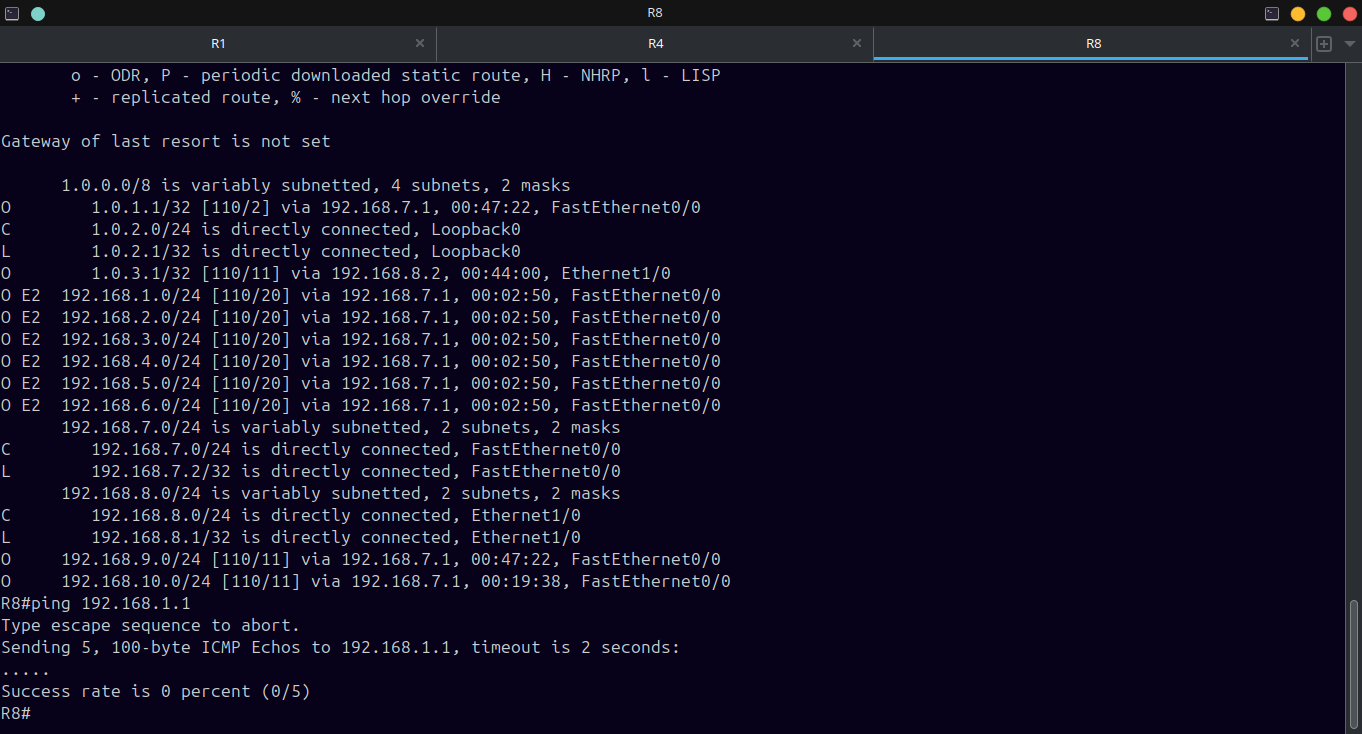 R8
R1
R4
R8
o - ODR, P - periodic downloaded static route, H - NHRP, l - LISP
+ - replicated route, % - next hop override
Gateway of last resort is not set
1.0.0.0/8 is variably subnetted, 4 subnets, 2 masks
O        1.0.1.1/32 [110/2] via 192.168.7.1, 00:47:22, FastEthernet0/0
C        1.0.2.0/24 is directly connected, Loopback0
L        1.0.2.1/32 is directly connected, Loopback0
O        1.0.3.1/32 [110/11] via 192.168.8.2, 00:44:00, Ethernet1/0
O E2  192.168.1.0/24 [110/20] via 192.168.7.1, 00:02:50, FastEthernet0/0
O E2  192.168.2.0/24 [110/20] via 192.168.7.1, 00:02:50, FastEthernet0/0
O E2  192.168.3.0/24 [110/20] via 192.168.7.1, 00:02:50, FastEthernet0/0
O E2  192.168.4.0/24 [110/20] via 192.168.7.1, 00:02:50, FastEthernet0/0
O E2  192.168.5.0/24 [110/20] via 192.168.7.1, 00:02:50, FastEthernet0/0
O E2  192.168.6.0/24 [110/20] via 192.168.7.1, 00:02:50, FastEthernet0/0
192.168.7.0/24 is variably subnetted, 2 subnets, 2 masks
C        192.168.7.0/24 is directly connected, FastEthernet0/0
L        192.168.7.2/32 is directly connected, FastEthernet0/0
192.168.8.0/24 is variably subnetted, 2 subnets, 2 masks
C        192.168.8.0/24 is directly connected, Ethernet1/0
L        192.168.8.1/32 is directly connected, Ethernet1/0
O     192.168.9.0/24 [110/11] via 192.168.7.1, 00:47:22, FastEthernet0/0
O     192.168.10.0/24 [110/11] via 192.168.7.1, 00:19:38, FastEthernet0/0
R8#ping 192.168.1.1
Type escape sequence to abort.
Sending 5, 100-byte ICMP Echos to 192.168.1.1, timeout is 2 seconds:
.....
Success rate is 0 percent (0/5)
R8#